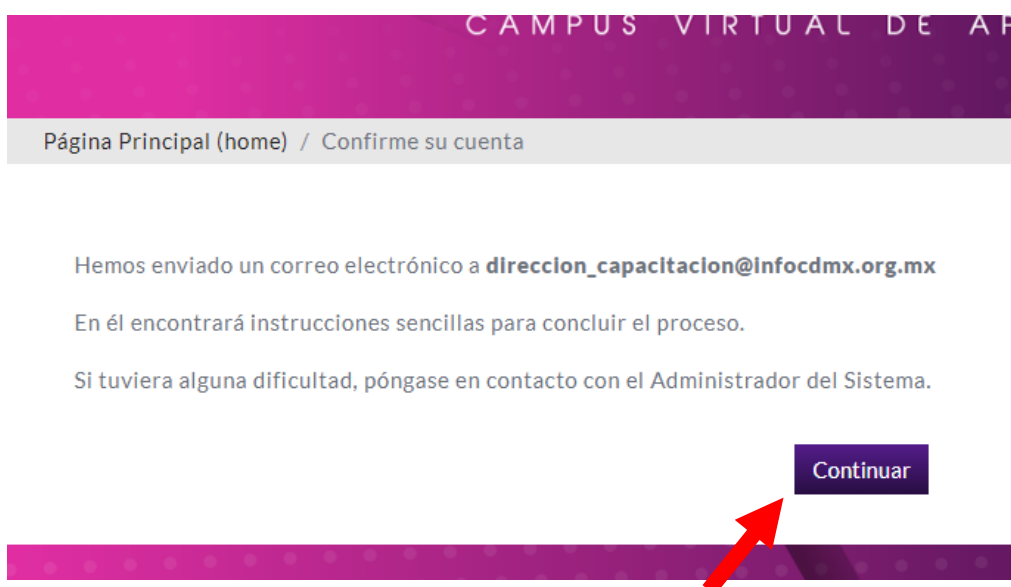 CAMPUS VIRTUAL DE
Página Principal (home) / Confirme su cuenta
Hemos enviado un correo electrónico a direccion_capacitacion@infocdmx.org.mx
En él encontrará instrucciones sencillas para concluir el proceso.
Si tuviera alguna dificultad, póngase en contacto con el Administrador del Sistema.
Continuar